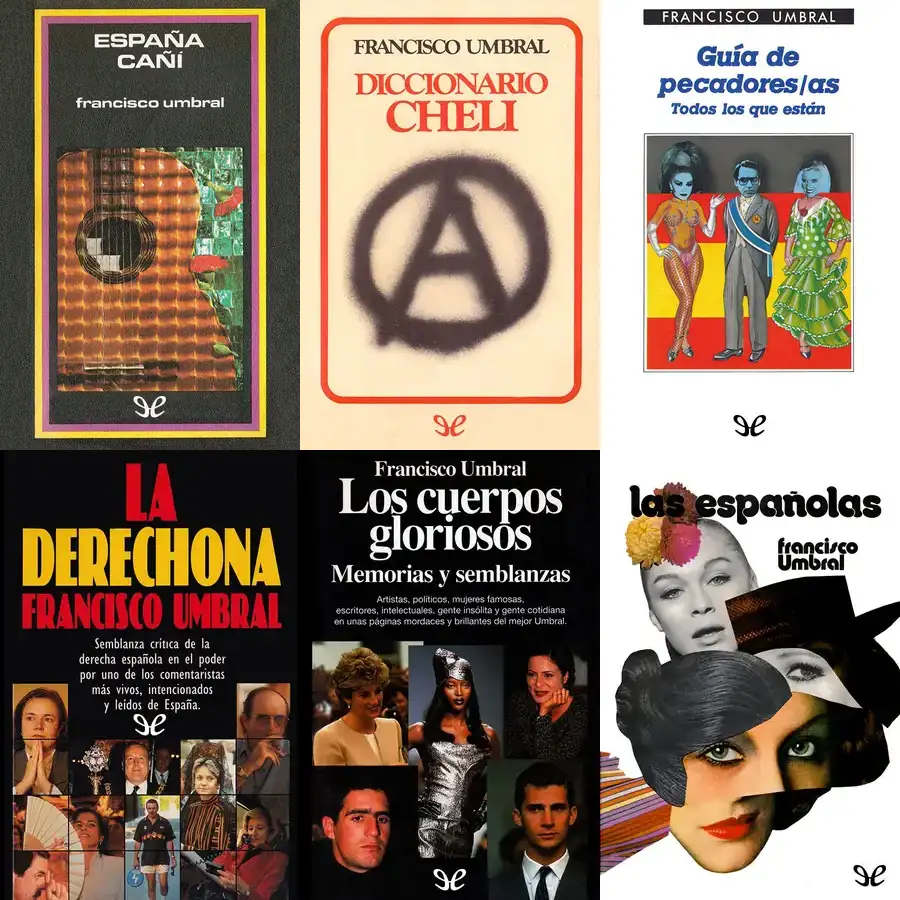 ESPAÑA
CAÑÍ
francisco umbral
FRANCISCO UMBRAL
DICCIONARIO
CHELI
FRANCISCO UMBRAL
Guía de
pecadores/as
Todos los que están
LA
DERECHONA
FRANCISCO UMBRAL
Semblanza crítica de la
derecha española en el poder
por uno de los comentaristas
más vivos, intencionados
y leídos de España.
Francisco Umbral
Los cuerpos
gloriosos
Memorias y semblanzas
Artistas, políticos, mujeres famosas,
escritores, intelectuales, gente insólita y gente cotidiana
en unas páginas mordaces y brillantes del mejor Umbral.
las españolas
francisco
Umbral